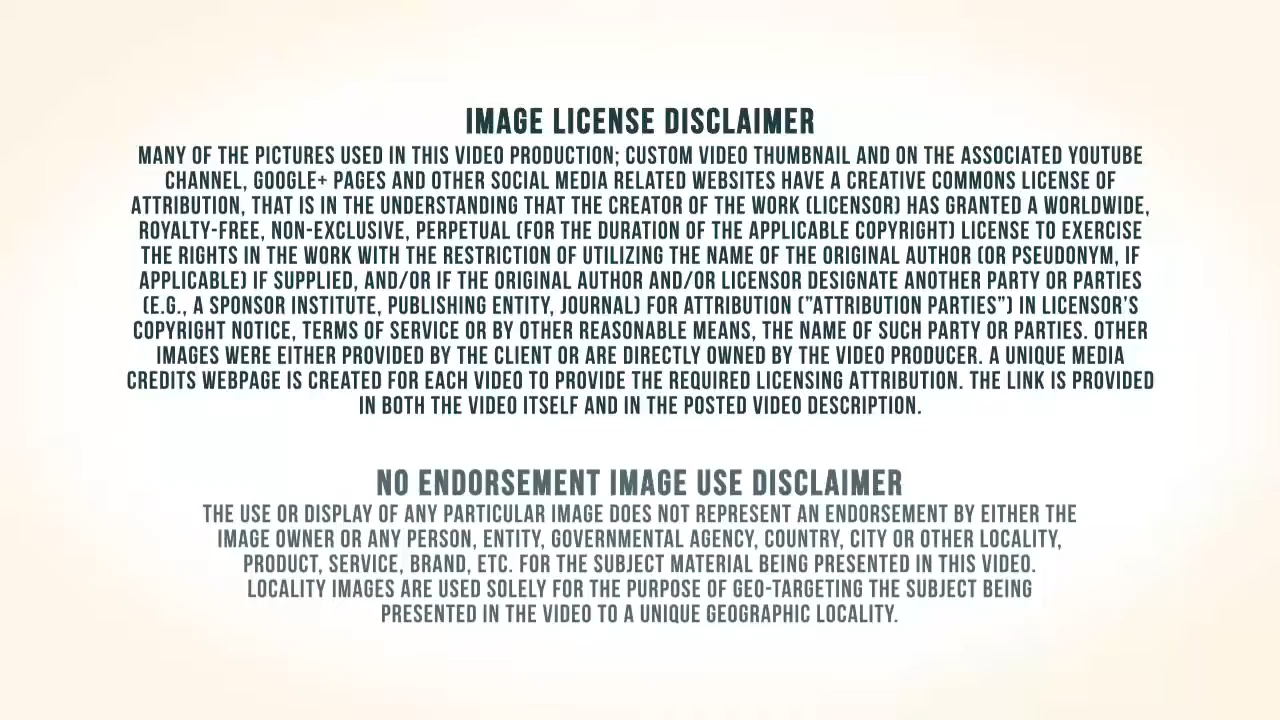 IMAGE LICENSE DISCLAIMER
MANY OF THE PICTURES USED IN THIS VIDEO PRODUCTION; CUSTOM VIDEO THUMBNAIL AND ON THE ASSOCIATED YOUTUBE
CHANNEL, GOOGLE+ PAGES AND OTHER SOCIAL MEDIA RELATED WEBSITES HAVE A CREATIVE COMMONS LICENSE OF
ATTRIBUTION, THAT IS IN THE UNDERSTANDING THAT THE CREATOR OF THE WORK (LICENSOR) HAS GRANTED A WORLDWIDE,
ROYALTY-FREE, NON-EXCLUSIVE, PERPETUAL (FOR THE DURATION OF THE APPLICABLE COPYRIGHT) LICENSE TO EXERCISE
THE RIGHTS IN THE WORK WITH THE RESTRICTION OF UTILIZING THE NAME OF THE ORIGINAL AUTHOR (OR PSEUDONYM, IF
APPLICABLE) IF SUPPLIED, AND/OR IF THE ORIGINAL AUTHOR AND/OR LICENSOR DESIGNATE ANOTHER PARTY OR PARTIES
(E.G., A SPONSOR INSTITUTE, PUBLISHING ENTITY, JOURNAL) FOR ATTRIBUTION ("ATTRIBUTION PARTIES") IN LICENSOR'S
COPYRIGHT NOTICE, TERMS OF SERVICE OR BY OTHER REASONABLE MEANS, THE NAME OF SUCH PARTY OR PARTIES. OTHER
IMAGES WERE EITHER PROVIDED BY THE CLIENT OR ARE DIRECTLY OWNED BY THE VIDEO PRODUCER. A UNIQUE MEDIA
CREDITS WEBPAGE IS CREATED FOR EACH VIDEO TO PROVIDE THE REQUIRED LICENSING ATTRIBUTION. THE LINK IS PROVIDED
IN BOTH THE VIDEO ITSELF AND IN THE POSTED VIDEO DESCRIPTION.
NO ENDORSEMENT IMAGE USE DISCLAIMER
THE USE OR DISPLAY OF ANY PARTICULAR IMAGE DOES NOT REPRESENT AN ENDORSEMENT BY EITHER THE
IMAGE OWNER OR ANY PERSON, ENTITY, GOVERNMENTAL AGENCY, COUNTRY, CITY OR OTHER LOCALITY,
PRODUCT, SERVICE, BRAND, ETC. FOR THE SUBJECT MATERIAL BEING PRESENTED IN THIS VIDEO.
LOCALITY IMAGES ARE USED SOLELY FOR THE PURPOSE OF GEO-TARGETING THE SUBJECT BEING
PRESENTED IN THE VIDEO TO A UNIQUE GEOGRAPHIC LOCALITY.